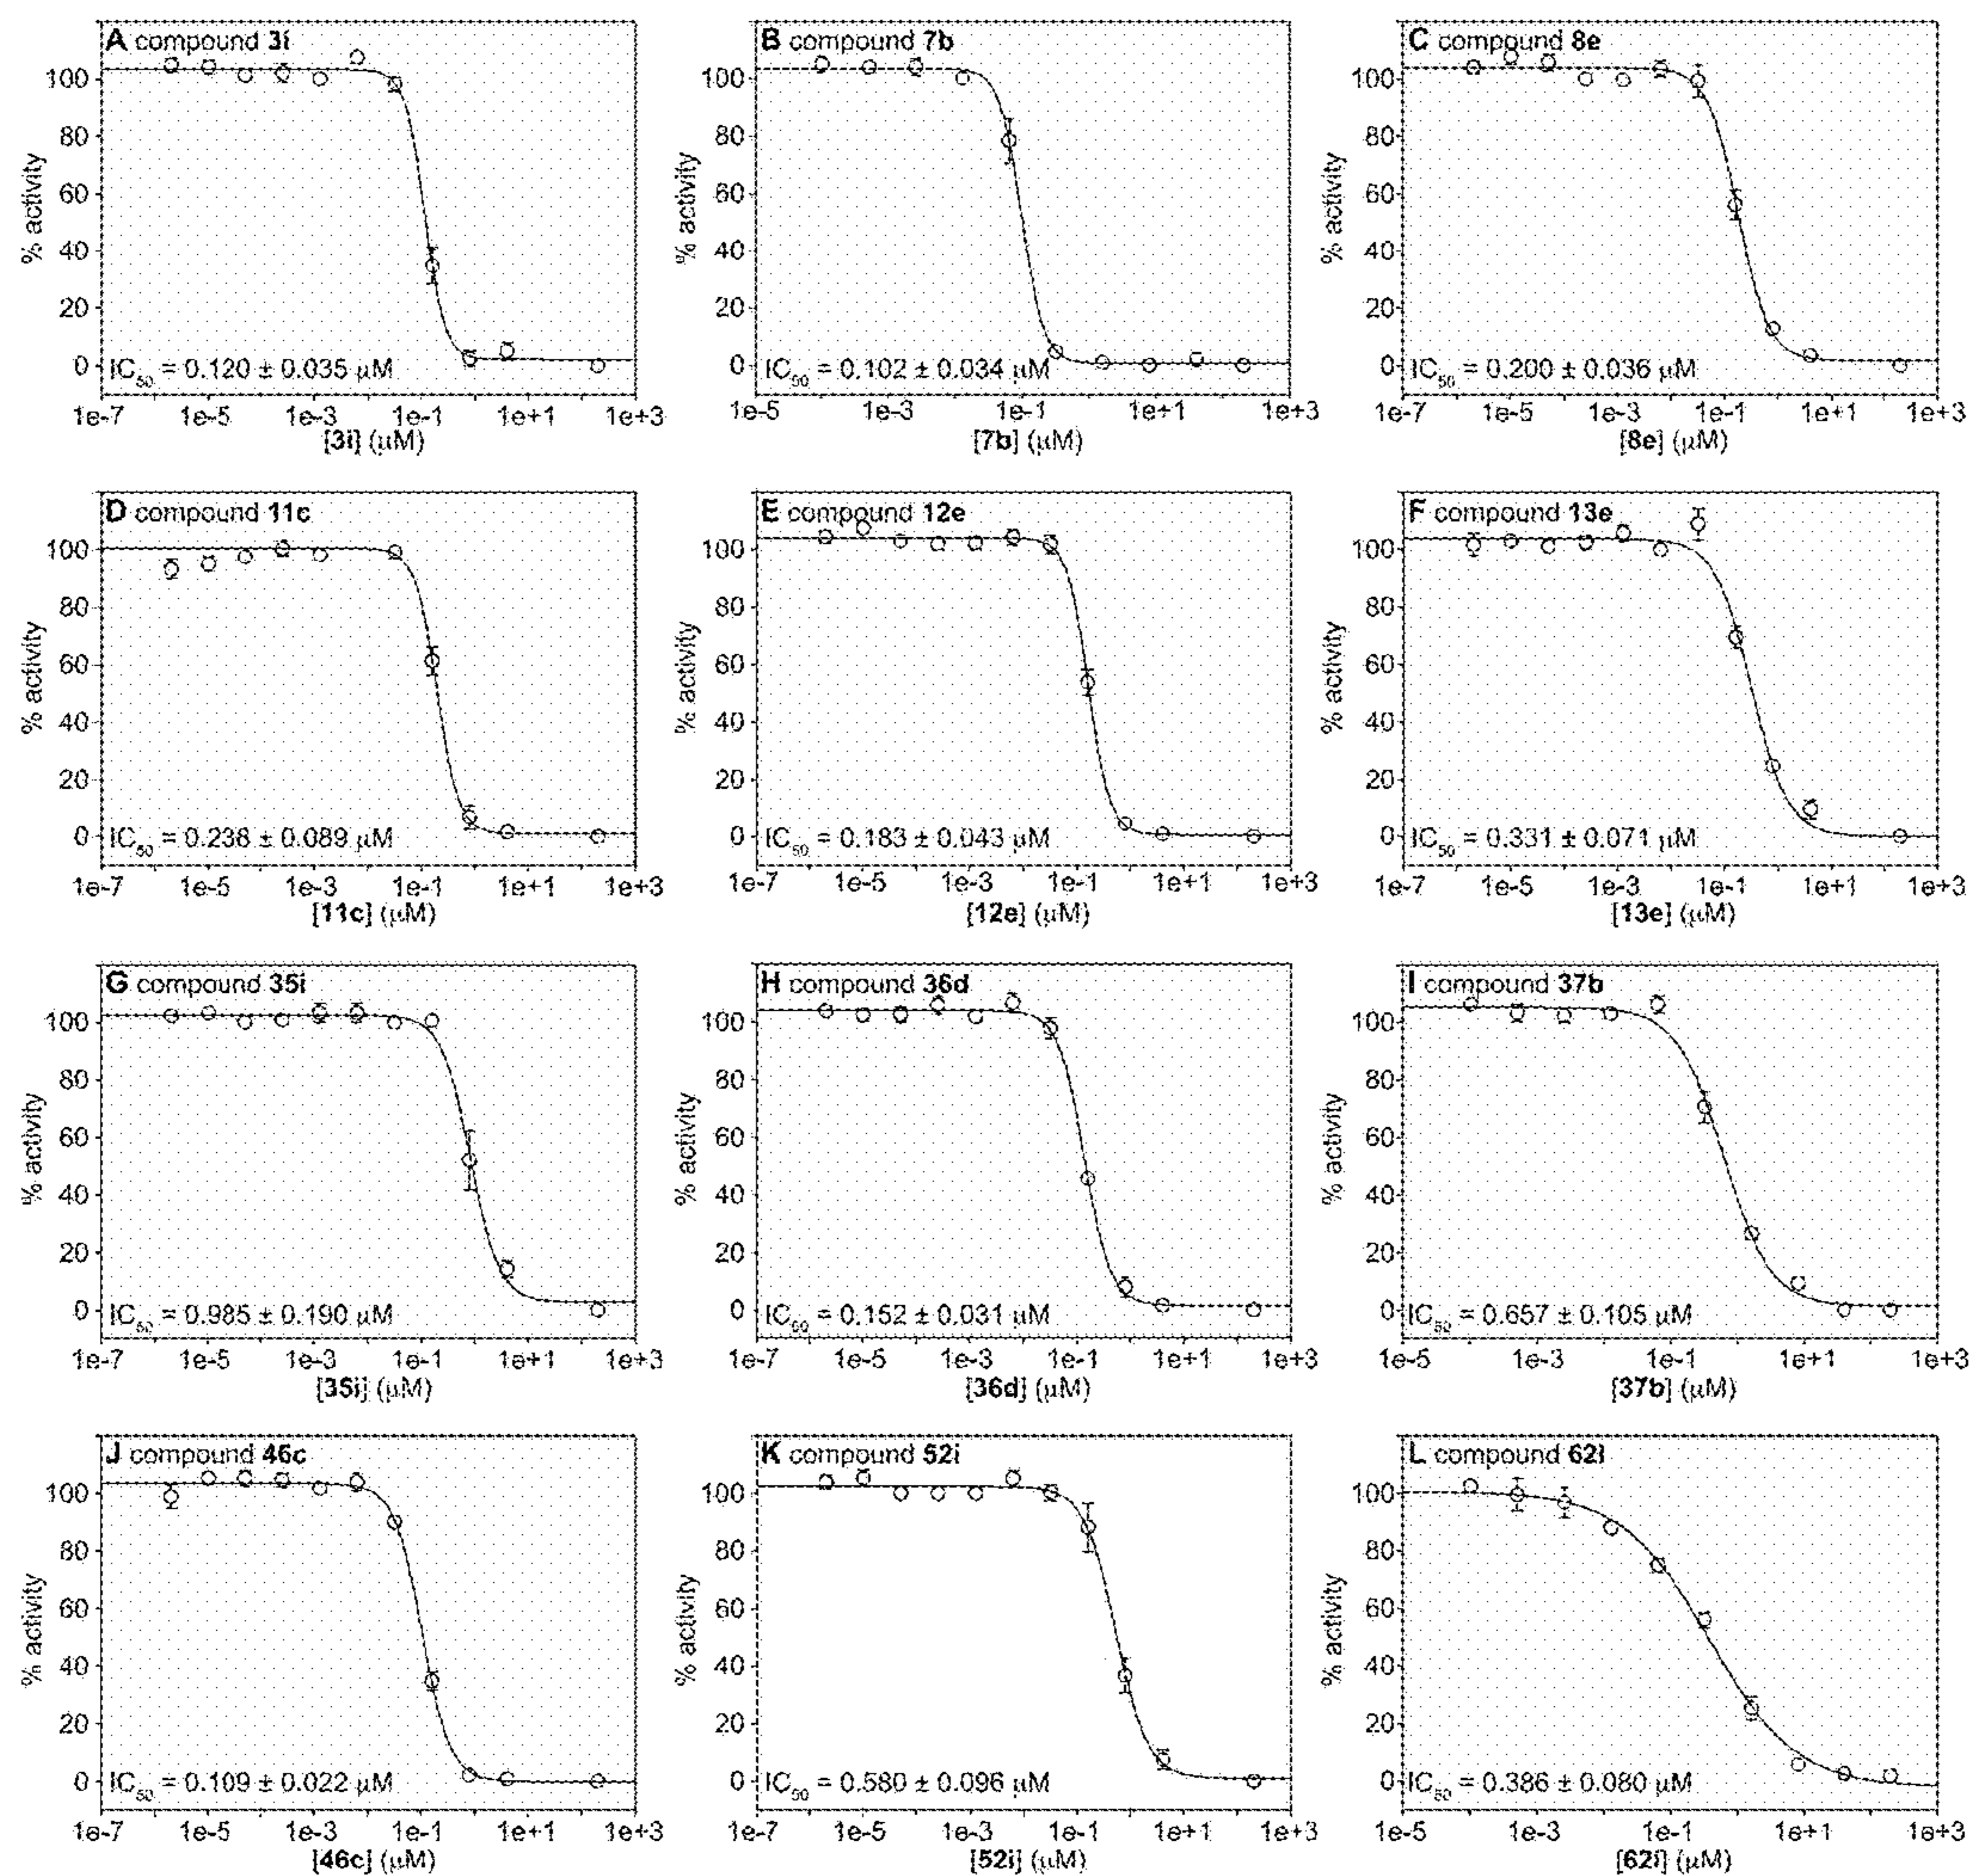 A compound 3i
% activity
100
80
60
40
20
0
IC50 = 0.120 ± 0.035 µM
1e-7 1e-5 1e-3 1e-1 1e+1 1e+3
[3i] (µM)
B compound 7b
% activity
100
80
60
40
20
0
IC50 = 0.102 ± 0.034 µM
1e-5 1e-3 1e-1 1e+1 1e+3
[7b] (µM)
C compound 8e
% activity
100
80
60
40
20
0
IC50 = 0.200 ± 0.036 µM
1e-7 1e-5 1e-3 1e-1 1e+1 1e+3
[8e] (µM)
D compound 11c
% activity
100
80
60
40
20
0
IC50 = 0.238 ± 0.089 µM
1e-7 1e-5 1e-3 1e-1 1e+1 1e+3
[11c] (µM)
E compound 12e
% activity
100
80
60
40
20
0
IC50 = 0.183 ± 0.043 µM
1e-7 1e-5 1e-3 1e-1 1e+1 1e+3
[12e] (µM)
F compound 13e
% activity
100
80
60
40
20
0
IC50 = 0.331 ± 0.071 µM
1e-7 1e-5 1e-3 1e-1 1e+1 1e+3
[13e] (µM)
G compound 35i
% activity
100
80
60
40
20
0
IC50 = 0.985 ± 0.190 µM
1e-7 1e-5 1e-3 1e-1 1e+1 1e+3
[35i] (µM)
H compound 36d
% activity
100
80
60
40
20
0
IC50 = 0.152 ± 0.031 µM
1e-7 1e-5 1e-3 1e-1 1e+1 1e+3
[36d] (µM)
I compound 37b
% activity
100
80
60
40
20
0
IC50 = 0.657 ± 0.105 µM
1e-5 1e-3 1e-1 1e+1 1e+3
[37b] (µM)
J compound 46c
% activity
100
80
60
40
20
0
IC50 = 0.109 ± 0.022 µM
1e-7 1e-5 1e-3 1e-1 1e+1 1e+3
[46c] (µM)
K compound 52i
% activity
100
80
60
40
20
0
IC50 = 0.580 ± 0.096 µM
1e-7 1e-5 1e-3 1e-1 1e+1 1e+3
[52i] (µM)
L compound 62i
% activity
100
80
60
40
20
0
IC50 = 0.386 ± 0.080 µM
1e-5 1e-3 1e-1 1e+1 1e+3
[62i] (µM)